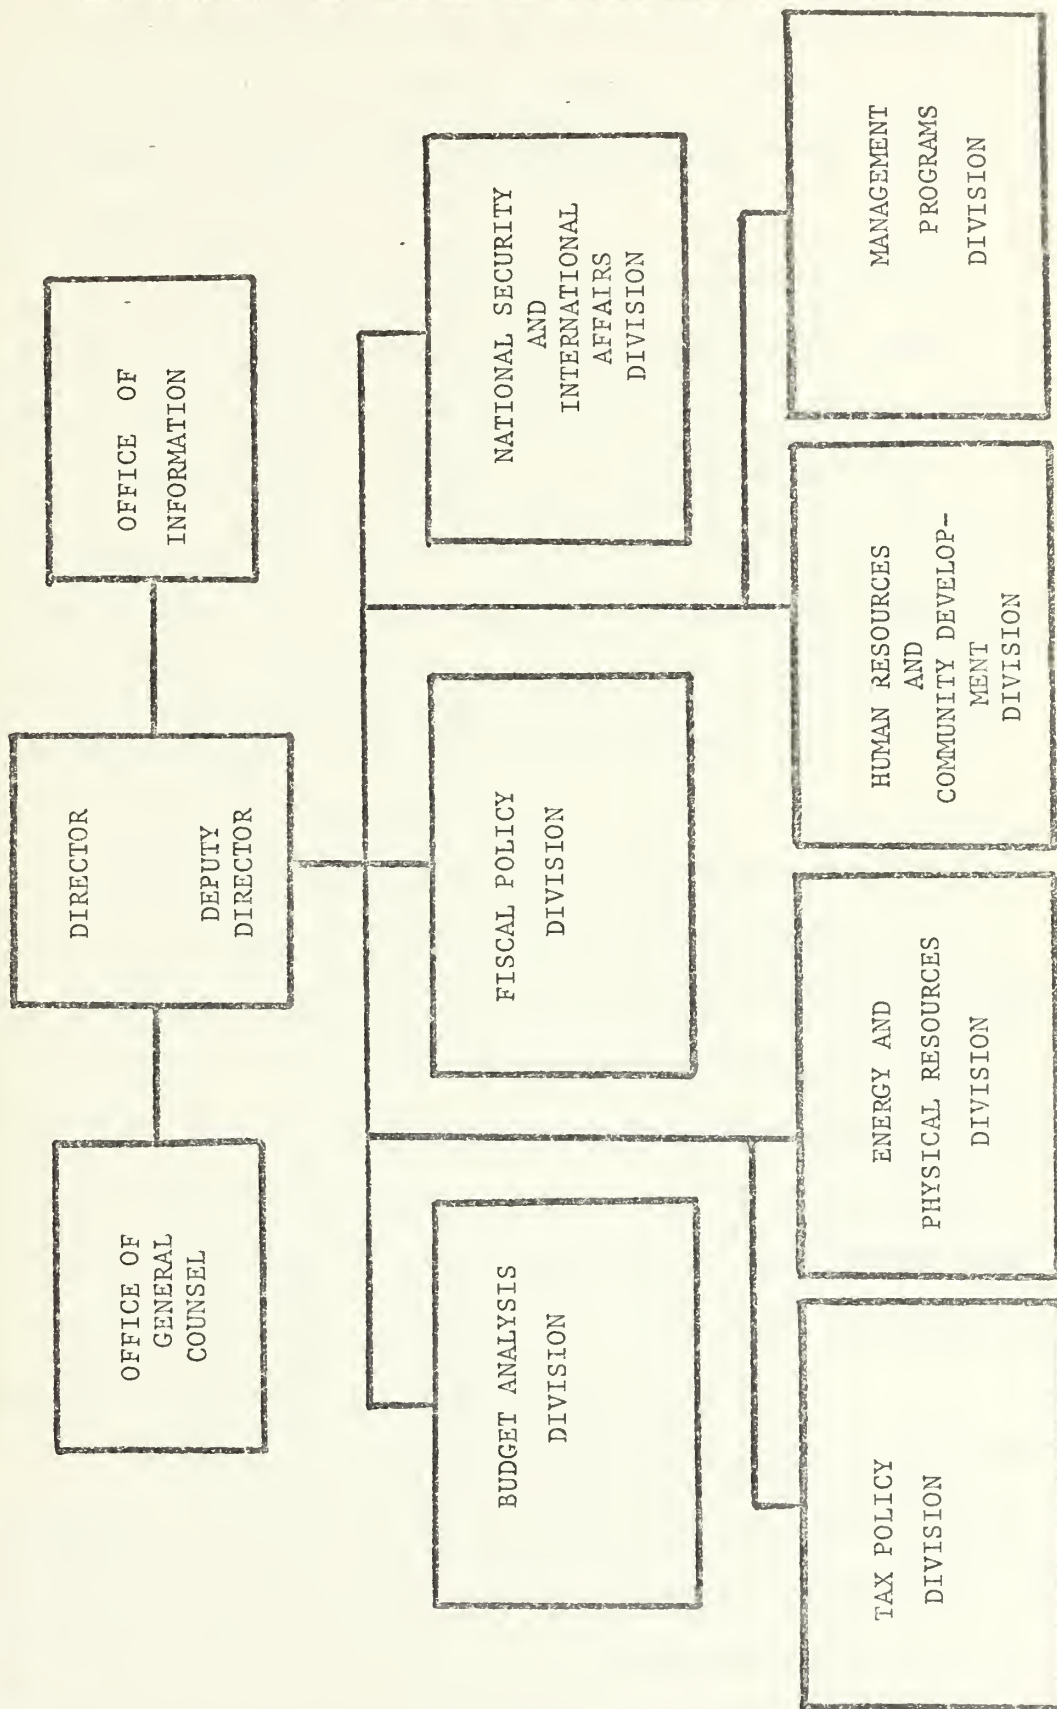 DIRECTOR
DEPUTY
DIRECTOR
OFFICE OF
GENERAL
COUNSEL
OFFICE OF
INFORMATION
BUDGET ANALYSIS
DIVISION
FISCAL POLICY
DIVISION
NATIONAL SECURITY
AND
INTERNATIONAL
AFFAIRS
DIVISION
TAX POLICY
DIVISION
ENERGY AND
PHYSICAL RESOURCES
DIVISION
HUMAN RESOURCES
AND
COMMUNITY DEVELOP-
MENT
DIVISION
MANAGEMENT
PROGRAMS
DIVISION